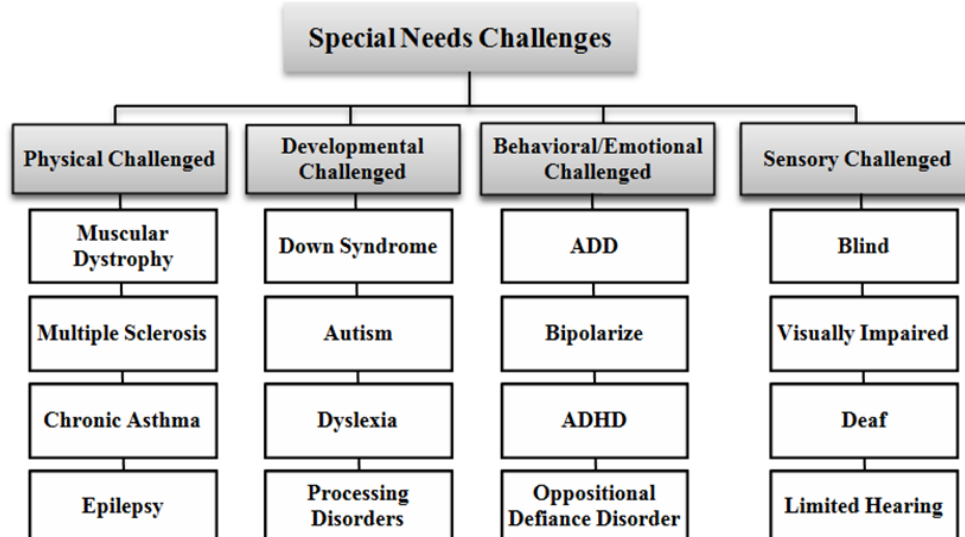 Special Needs Challenges
Physical Challenged
Developmental
Challenged
Behavioral/Emotional
Challenged
Sensory Challenged
Muscular
Dystrophy
Down Syndrome
ADD
Blind
Multiple Sclerosis
Autism
Bipolarize
Visually Impaired
Chronic Asthma
Dyslexia
ADHD
Deaf
Epilepsy
Processing
Disorders
Oppositional
Defiance Disorder
Limited Hearing